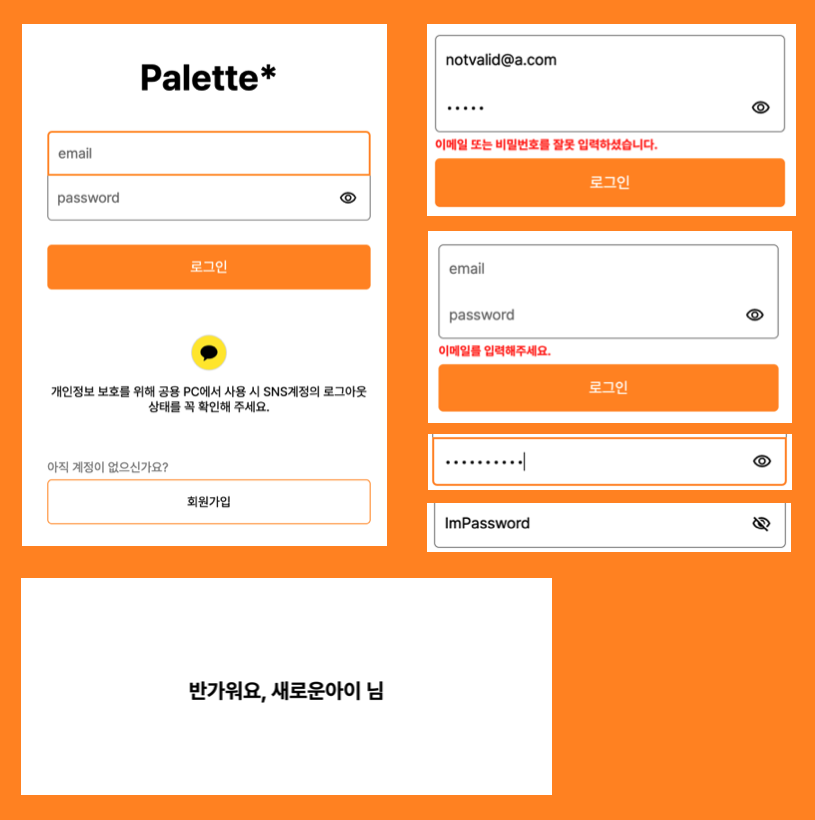 Palette*
email
password
로그인
개인정보 보호를 위해 공용 PC에서 사용 시 SNS계정의 로그아웃
상태를 꼭 확인해 주세요.
아직 계정이 없으신가요?
회원가입
notvalid@a.com
•••••
이메일 또는 비밀번호를 잘못 입력하셨습니다.
로그인
email
password
이메일를 입력해주세요.
로그인
••••••••••
ImPassword
반가워요, 새로운아이 님